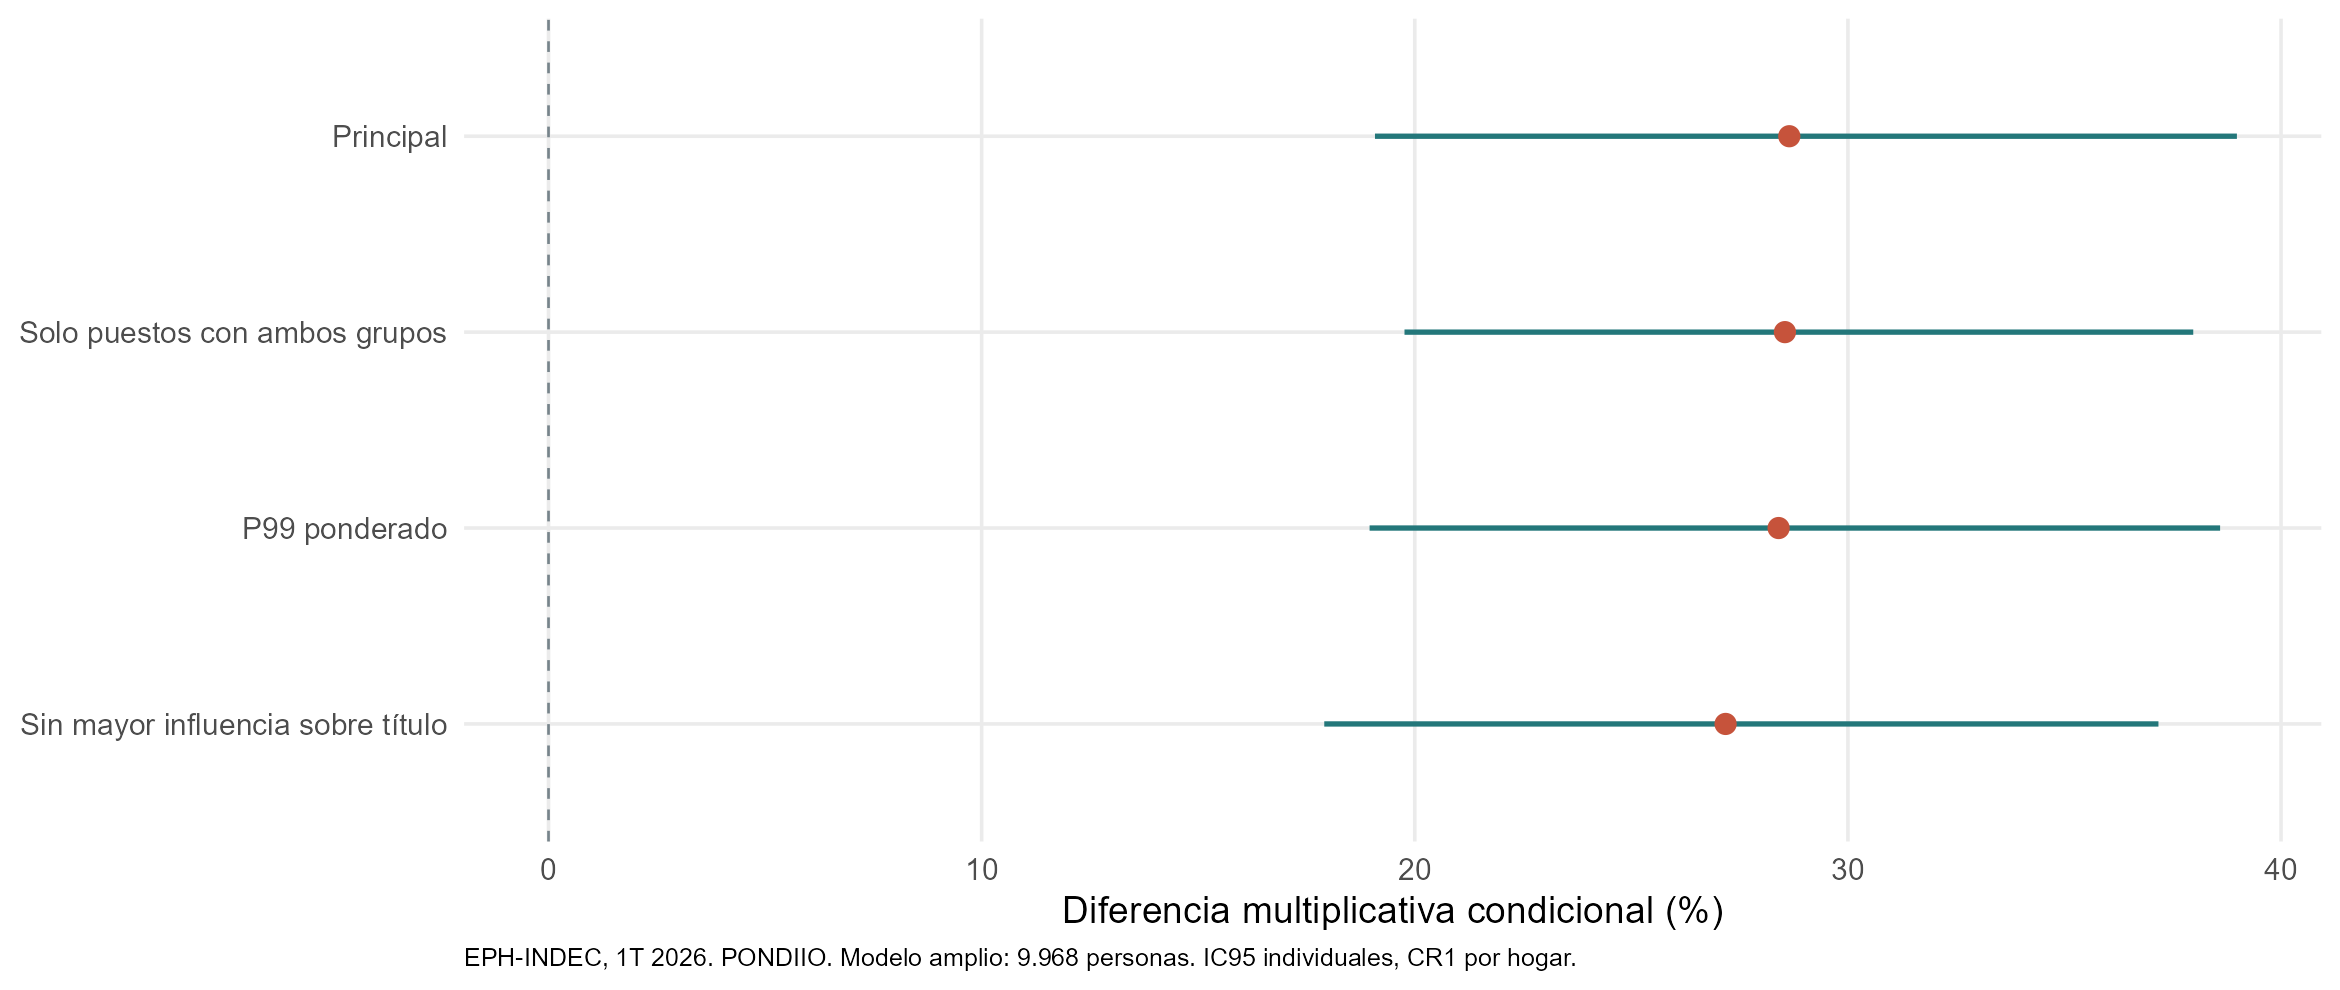 Principal
Solo puestos con ambos grupos
P99 ponderado
Sin mayor influencia sobre título
0 10 20 30 40
Diferencia multiplicativa condicional (%)
EPH-INDEC, 1T 2026. PONDIIO. Modelo amplio: 9.968 personas. IC95 individuales, CR1 por hogar.